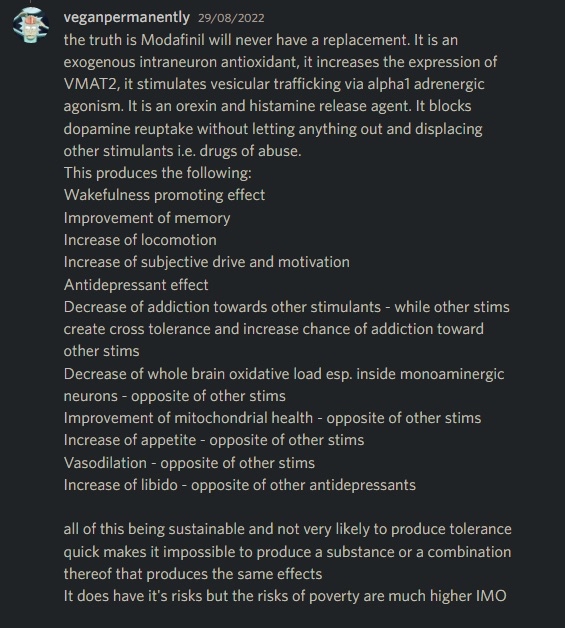 veganpermanently 29/08/2022
the truth is Modafinil will never have a replacement. It is an
exogenous intraneuron antioxidant, it increases the expression of
VMAT2, it stimulates vesicular trafficking via alpha1 adrenergic
agonism. It is an orexin and histamine release agent. It blocks
dopamine reuptake without letting anything out and displacing
other stimulants i.e. drugs of abuse.
This produces the following:
Wakefulness promoting effect
Improvement of memory
Increase of locomotion
Increase of subjective drive and motivation
Antidepressant effect
Decrease of addiction towards other stimulants - while other stims
create cross tolerance and increase chance of addiction toward
other stims
Decrease of whole brain oxidative load esp. inside monoaminergic
neurons - opposite of other stims
Improvement of mitochondrial health - opposite of other stims
Increase of appetite - opposite of other stims
Vasodilation - opposite of other stims
Increase of libido - opposite of other antidepressants
all of this being sustainable and not very likely to produce tolerance
quick makes it impossible to produce a substance or a combination
thereof that produces the same effects
It does have it's risks but the risks of poverty are much higher IMO